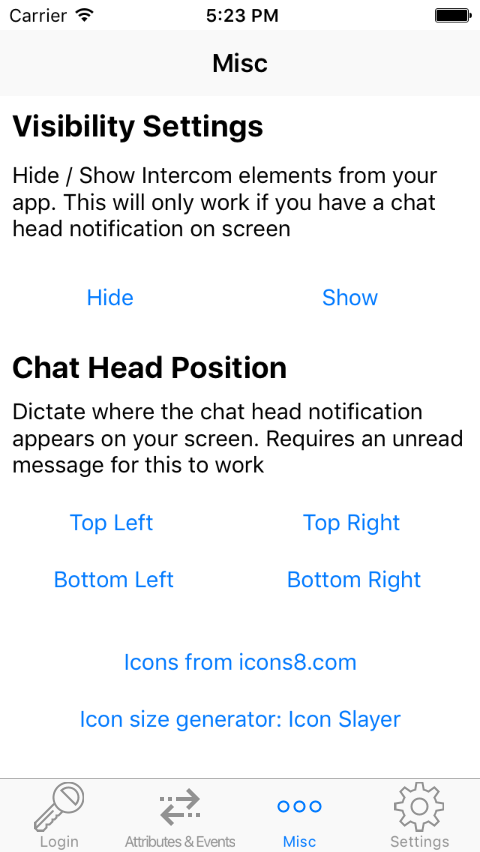 Carrier 5:23 PM
Misc
Visibility Settings
Hide / Show Intercom elements from your
app. This will only work if you have a chat
head notification on screen
Hide Show
Chat Head Position
Dictate where the chat head notification
appears on your screen. Requires an unread
message for this to work
Top Left Top Right
Bottom Left Bottom Right
Icons from icons8.com
Icon size generator: Icon Slayer
Login Attributes & Events Misc Settings